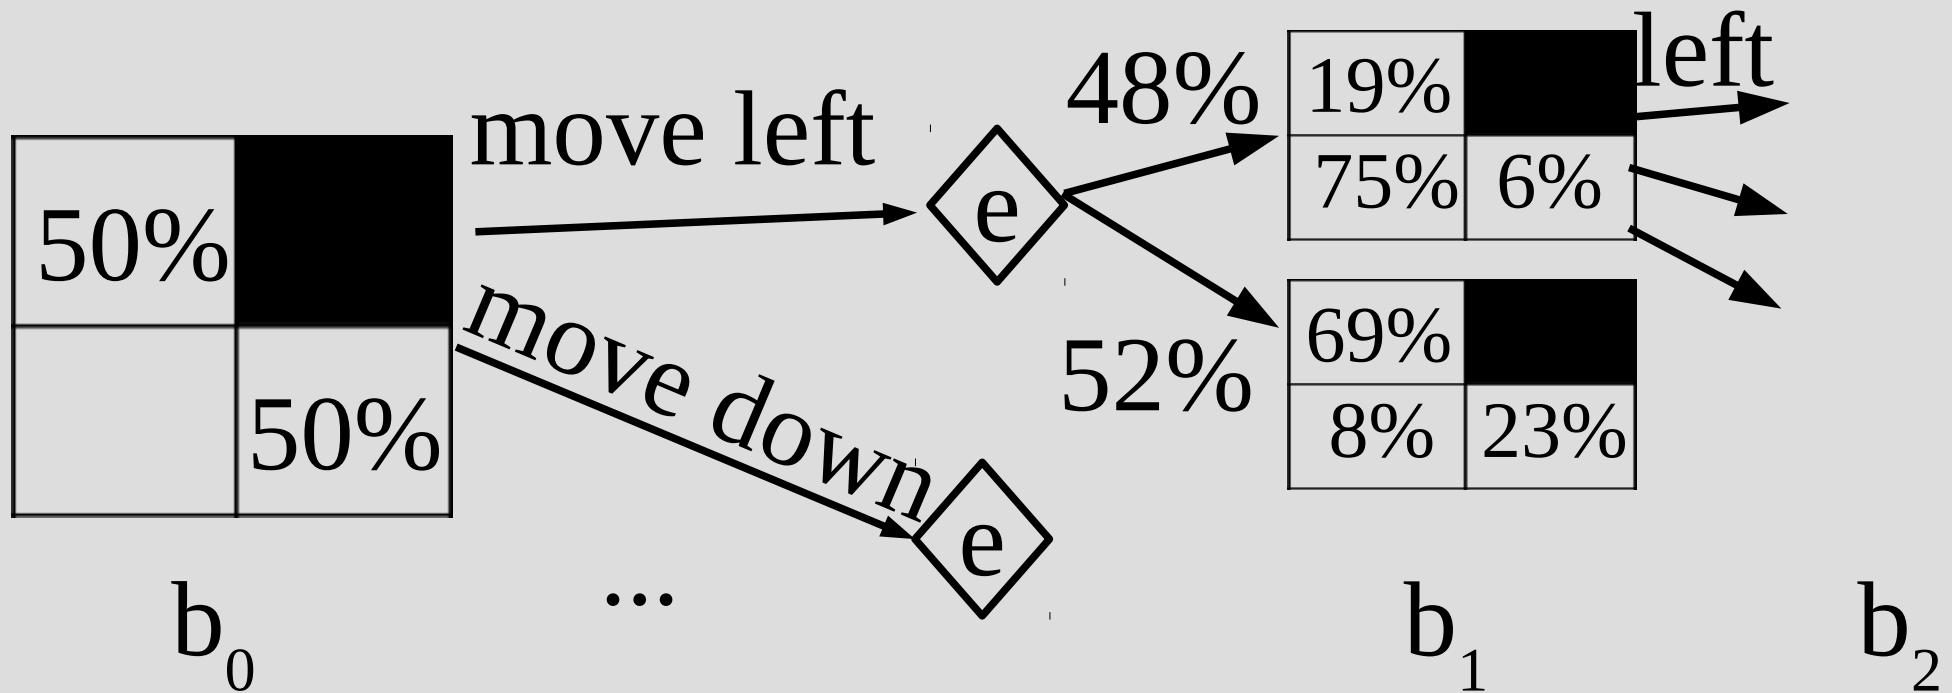 50%
50%
b0
move left
move down
...
e
e
48%
52%
19%
75% 6%
69%
8% 23%
b1
left
b2